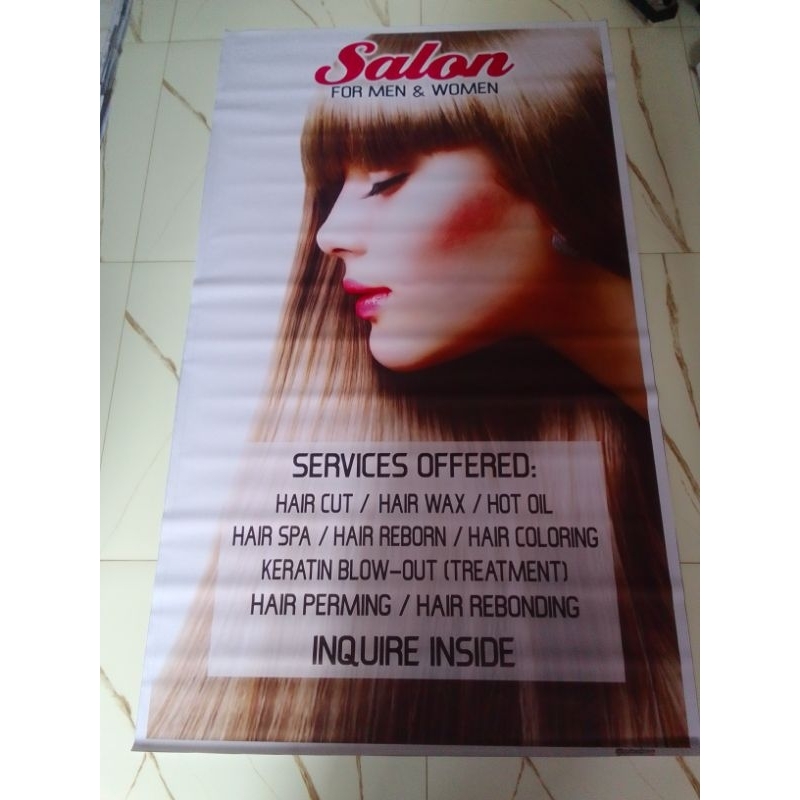 Salon
FOR MEN & WOMEN
SERVICES OFFERED:
HAIR CUT / HAIR WAX / HOT OIL
HAIR SPA / HAIR REBORN / HAIR COLORING
KERATIN BLOW-OUT (TREATMENT)
HAIR PERMING / HAIR REBONDING
INQUIRE INSIDE